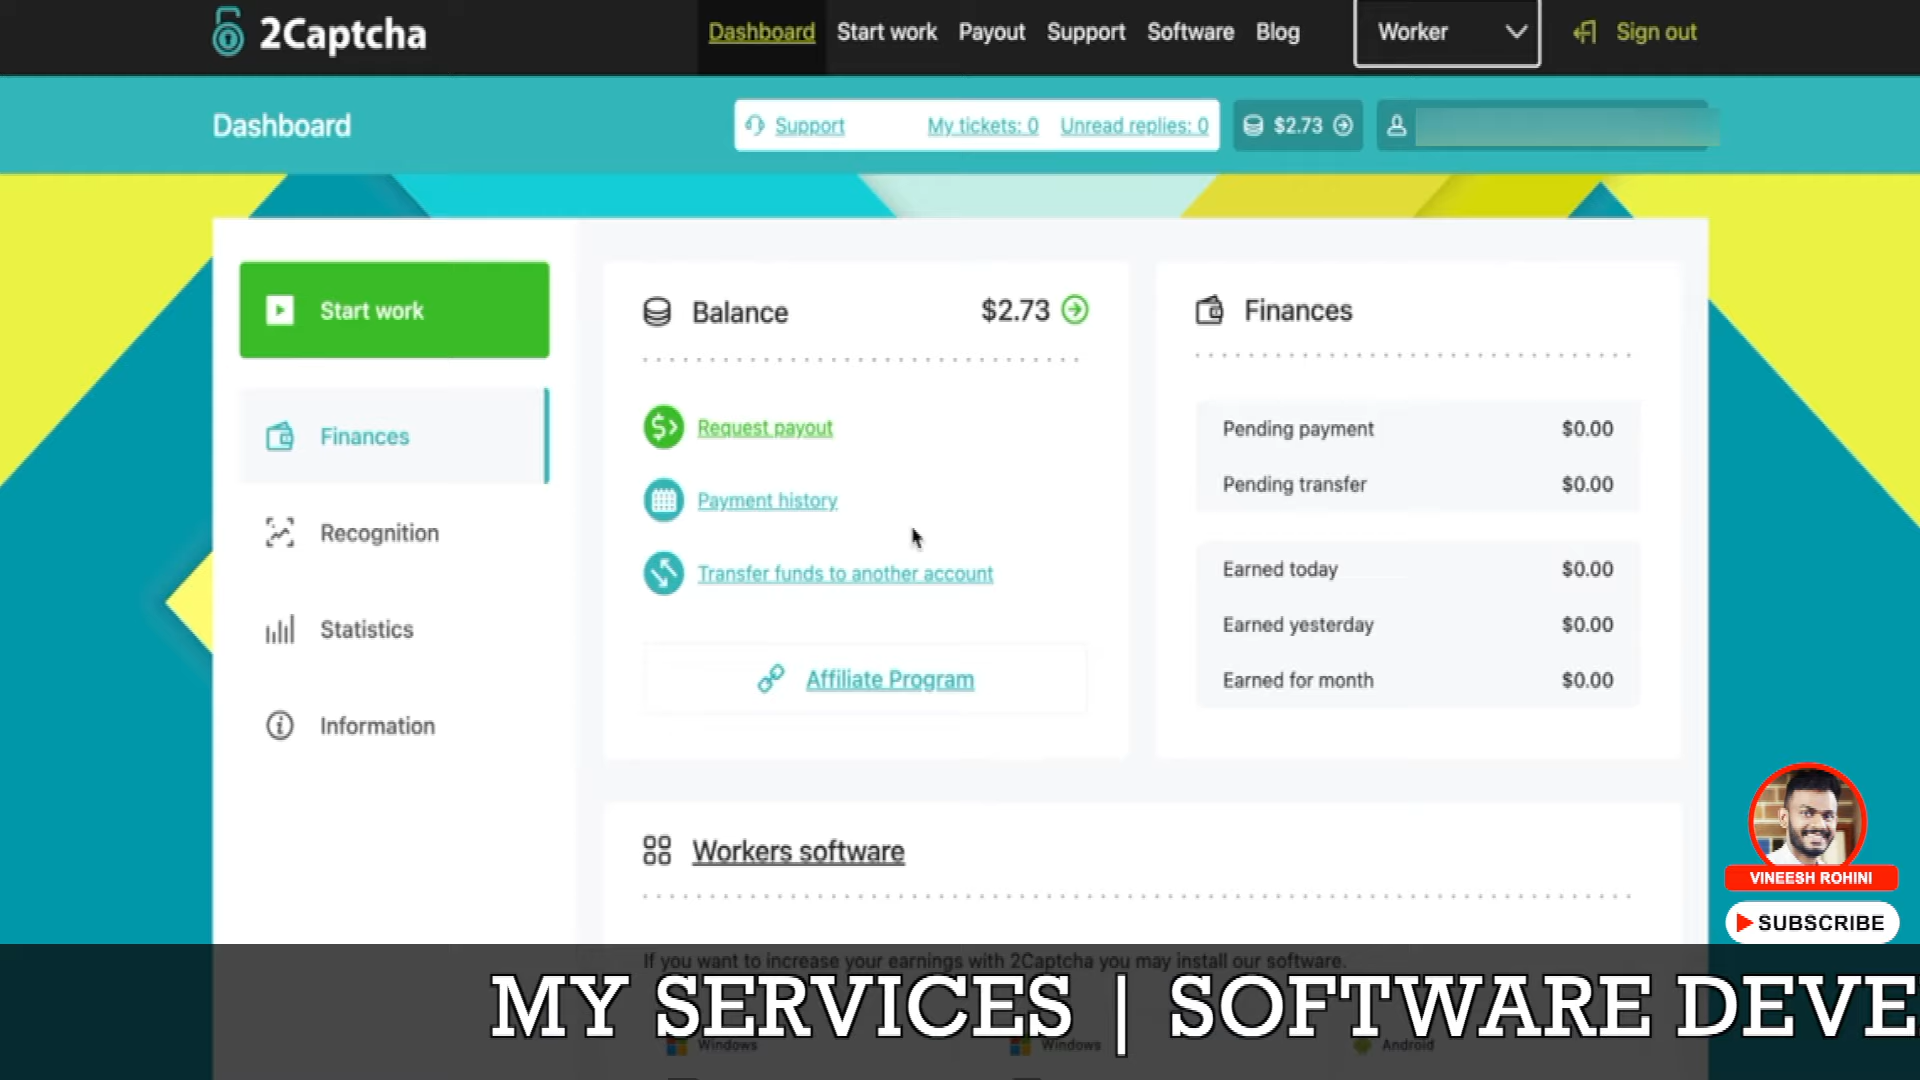 2Captcha
Dashboard Start work Payout Support Software Blog Worker Sign out
Dashboard
Support My tickets: 0 Unread replies: 0 $2.73
Start work
Finances
Recognition
Statistics
Information
Balance $2.73
Request payout
Payment history
Transfer funds to another account
Affiliate Program
Finances
Pending payment $0.00
Pending transfer $0.00
Earned today $0.00
Earned yesterday $0.00
Earned for month $0.00
Workers software
If you want to increase your earnings with 2Captcha you may install our software.
Windows Windows Android
VINEESH ROHINI
SUBSCRIBE
MY SERVICES | SOFTWARE DEVE